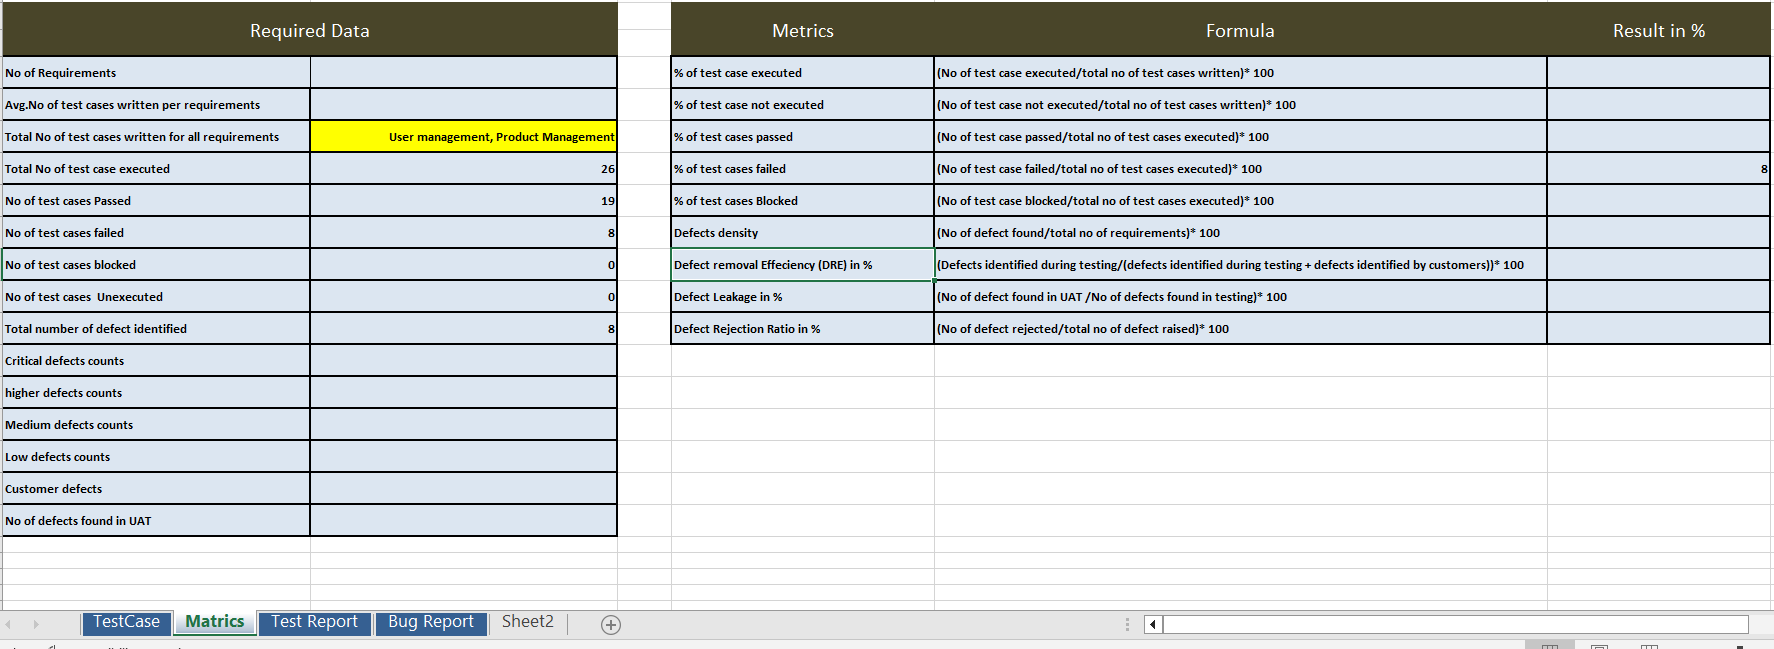 Required Data
Metrics Formula Result in %
No of Requirements
% of test case executed (No of test case executed/total no of test cases written)* 100
Avg.No of test cases written per requirements
% of test case not executed (No of test case not executed/total no of test cases written)* 100
Total No of test cases written for all requirements User management, Product Management
% of test cases passed (No of test case passed/total no of test cases executed)* 100
Total No of test case executed 26
% of test cases failed (No of test case failed/total no of test cases executed)* 100 8
No of test cases Passed 19
% of test cases Blocked (No of test case blocked/total no of test cases executed)* 100
No of test cases failed 8
Defects density (No of defect found/total no of requirements)* 100
No of test cases blocked 0
Defect removal Effeciency (DRE) in % (Defects identified during testing/(defects identified during testing + defects identified by customers))* 100
No of test cases  Unexecuted 0
Defect Leakage in % (No of defect found in UAT /No of defects found in testing)* 100
Total number of defect identified 8
Defect Rejection Ratio in % (No of defect rejected/total no of defect raised)* 100
Critical defects counts
higher defects counts
Medium defects counts
Low defects counts
Customer defects
No of defects found in UAT
TestCase Matrics Test Report Bug Report Sheet2